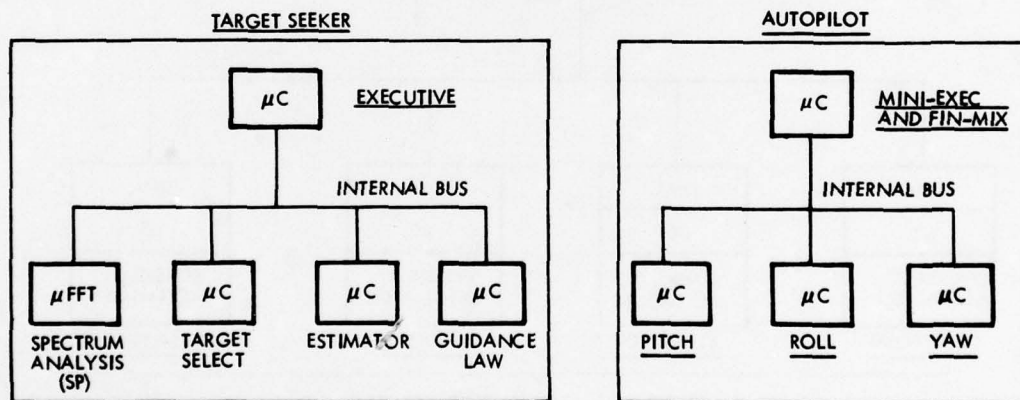 TARGET SEEKER
μC
EXECUTIVE
INTERNAL BUS
μFFT
μC
μC
μC
SPECTRUM
ANALYSIS
(SP)
TARGET
SELECT
ESTIMATOR
GUIDANCE
LAW
AUTOPILOT
μC
MINI-EXEC
AND FIN-MIX
INTERNAL BUS
μC
μC
μC
PITCH
ROLL
YAW